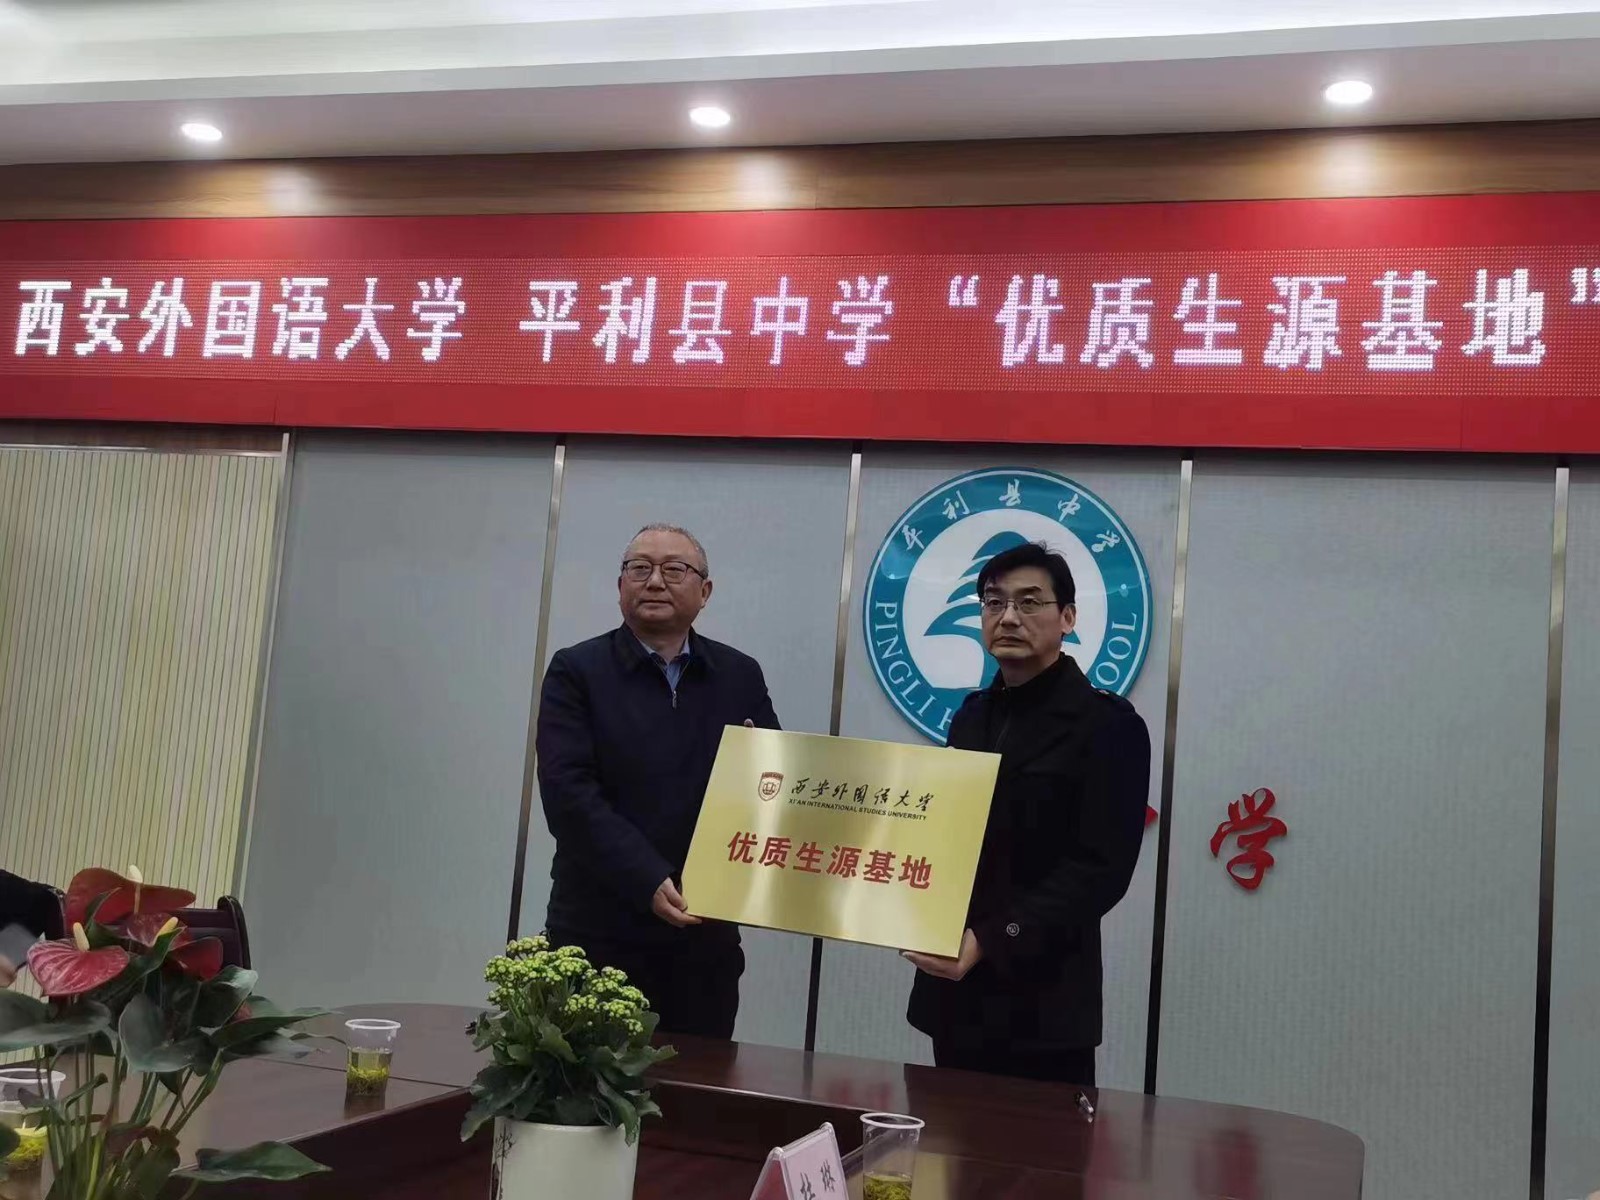 西安外国语大学 平利县中学 “优质生源基地”
平利县中学
PINGLI H OOL
西安外国语大学
XI'AN INTERNATIONAL STUDIES UNIVERSITY
优质生源基地
学